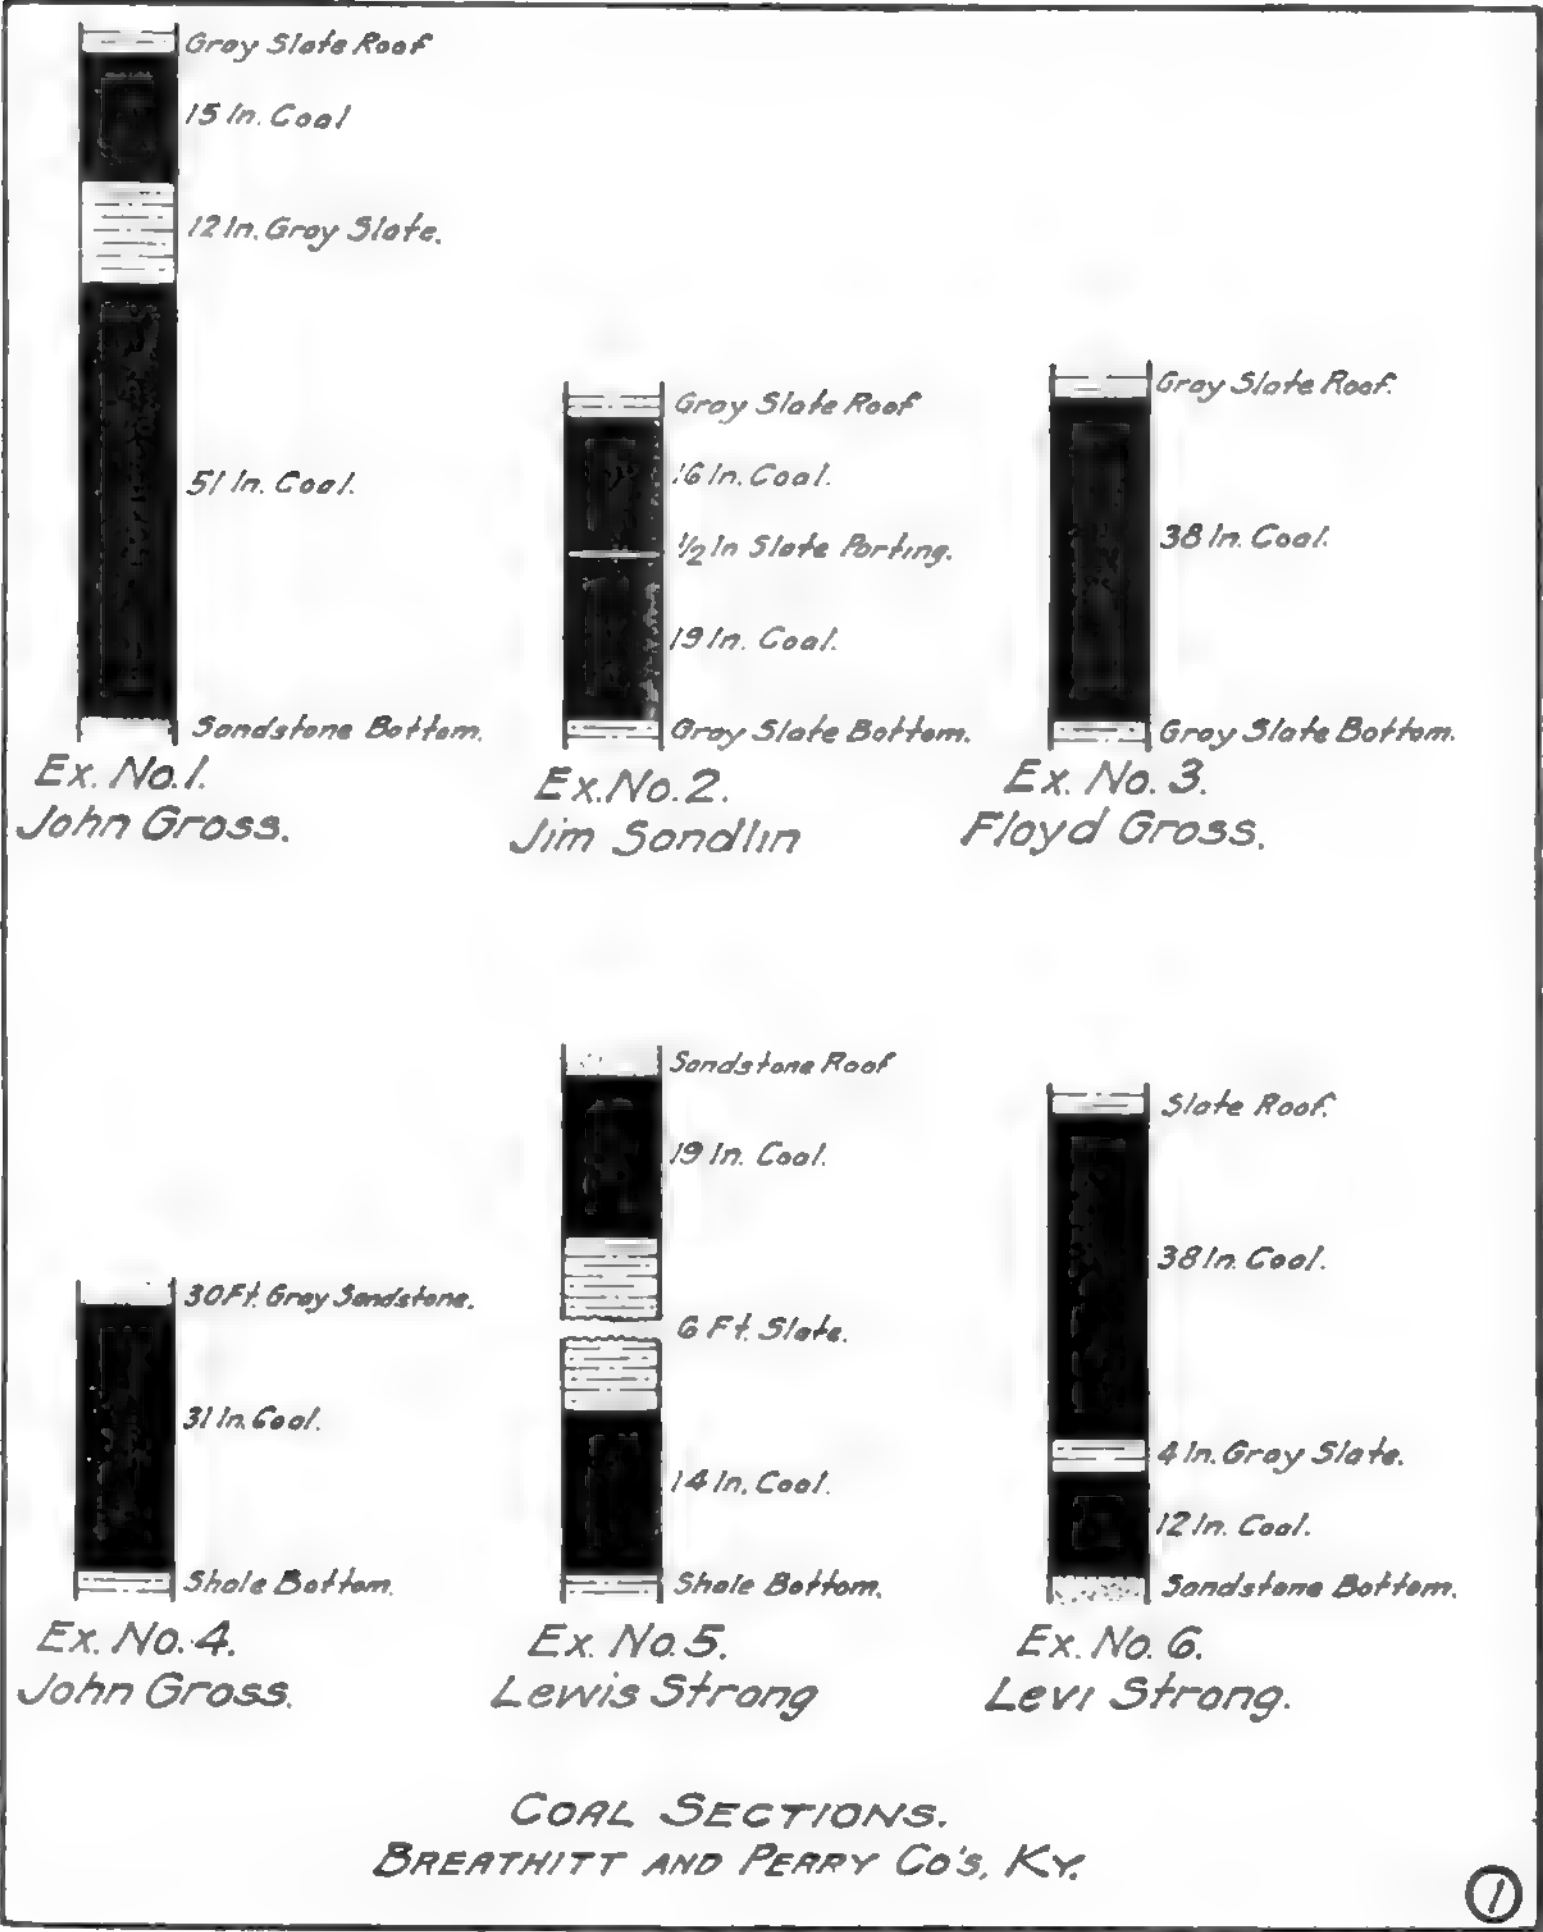 Gray Slate Roof
15 In. Coal
12 In. Gray Slate.
51 In. Coal.
Sandstone Bottom.
Ex. No. 1.
John Gross.
Gray Slate Roof
16 In. Coal.
1/2 In Slate Parting.
19 In. Coal.
Gray Slate Bottom.
Ex. No. 2.
Jim Sandlin
Gray Slate Roof.
38 In. Coal.
Gray Slate Bottom.
Ex. No. 3.
Floyd Gross.
30 Ft. Gray Sandstone.
31 In. Coal.
Shale Bottom.
Ex. No. 4.
John Gross.
Sandstone Roof
19 In. Coal.
6 Ft. Slate.
14 In. Coal.
Shale Bottom.
Ex. No. 5.
Lewis Strong
Slate Roof.
38 In. Coal.
4 In. Gray Slate.
12 In. Coal.
Sandstone Bottom.
Ex. No. 6.
Levi Strong.
COAL SECTIONS.
BREATHITT AND PERRY CO'S, KY.
1